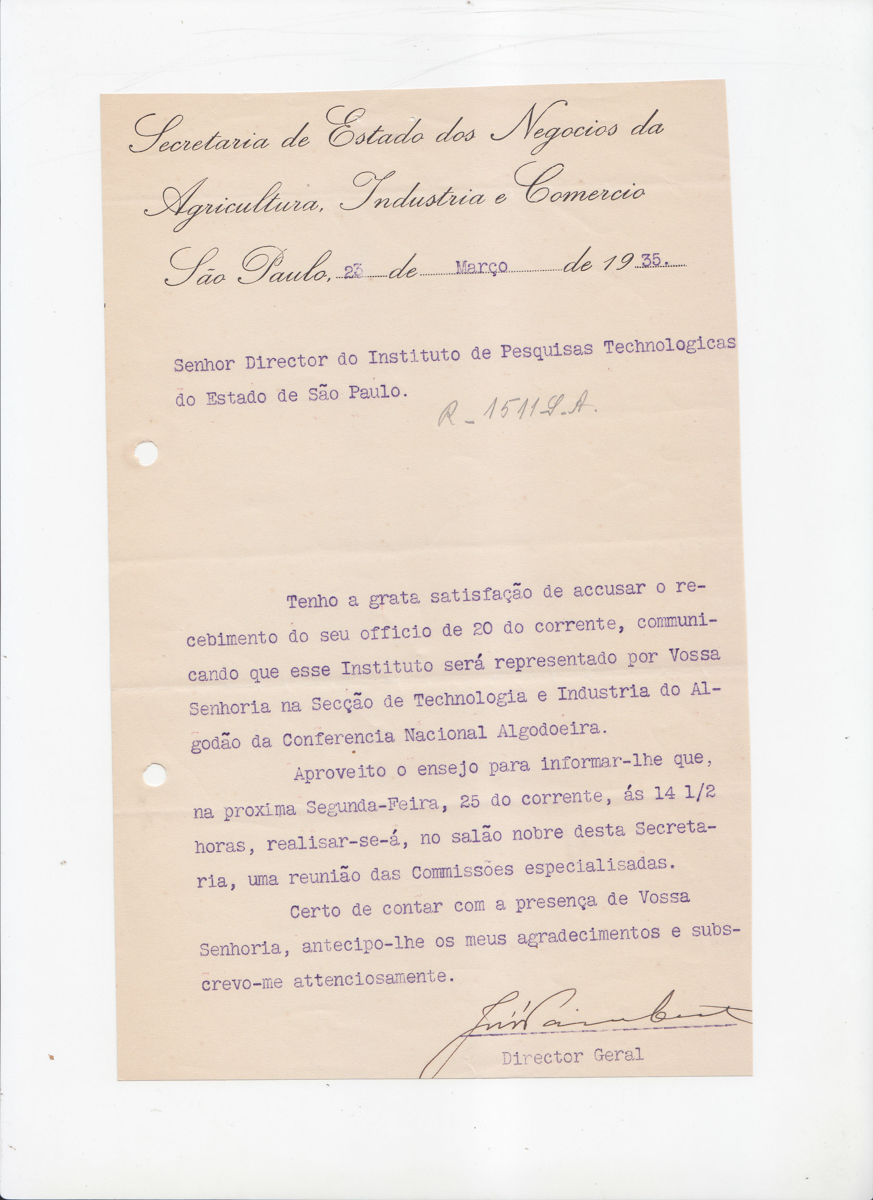 Secretaria de Estado dos Negocios da
Agricultura, Industria e Comercio
São Paulo, 23 de Março de 1935.
Senhor Director do Instituto de Pesquisas Technologicas
do Estado de São Paulo.
R - 1511 S.A.
Tenho a grata satisfação de accusar o re-
cebimento do seu officio de 20 do corrente, communi-
cando que esse Instituto será representado por Vossa
Senhoria na Secção de Technologia e Industria do Al-
godão da Conferencia Nacional Algodoeira.
Aproveito o ensejo para informar-lhe que,
na proxima Segunda-Feira, 25 do corrente, ás 14 1/2
horas, realisar-se-á, no salão nobre desta Secreta-
ria, uma reunião das Commissões especialisadas.
Certo de contar com a presença de Vossa
Senhoria, antecipo-lhe os meus agradecimentos e subs-
crevo-me attenciosamente.
Director Geral